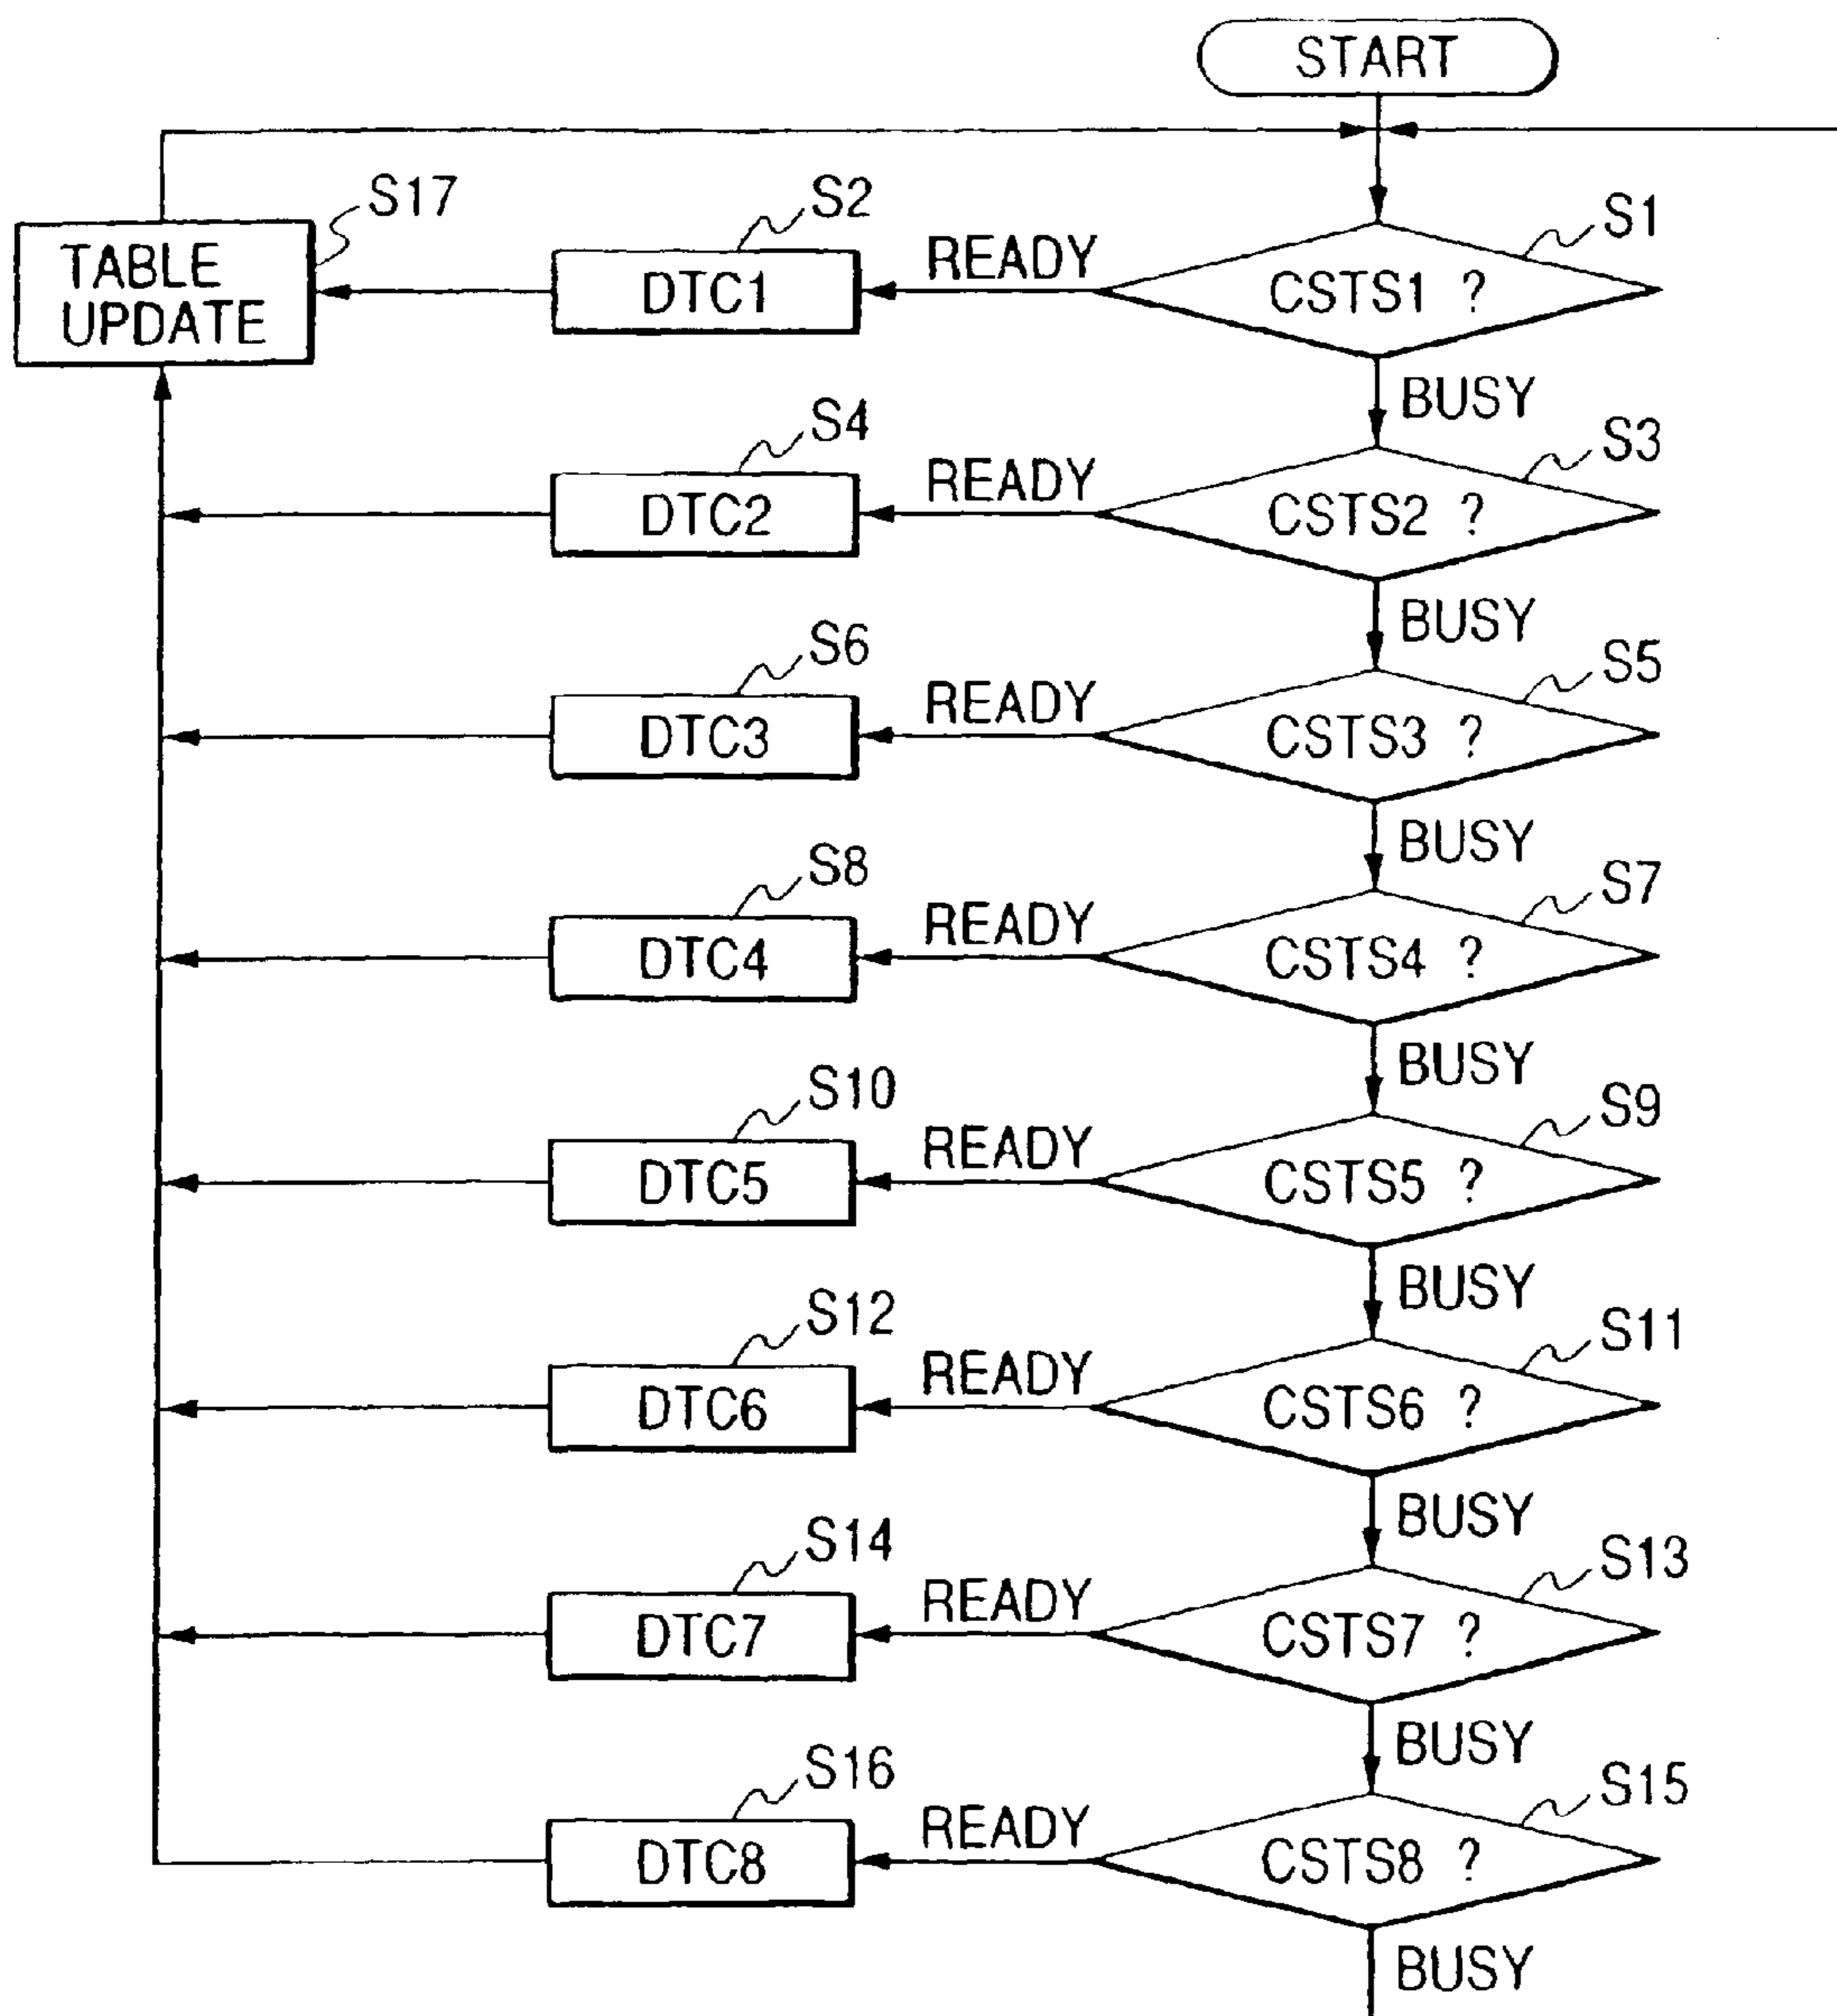 START
S17
S2
S1
TABLE
UPDATE
DTC1
READY
CSTS1 ?
BUSY
S4
S3
DTC2
READY
CSTS2 ?
BUSY
S6
S5
DTC3
READY
CSTS3 ?
BUSY
S8
S7
DTC4
READY
CSTS4 ?
BUSY
S10
S9
DTC5
READY
CSTS5 ?
BUSY
S12
S11
DTC6
READY
CSTS6 ?
BUSY
S14
S13
DTC7
READY
CSTS7 ?
BUSY
S16
S15
DTC8
READY
CSTS8 ?
BUSY